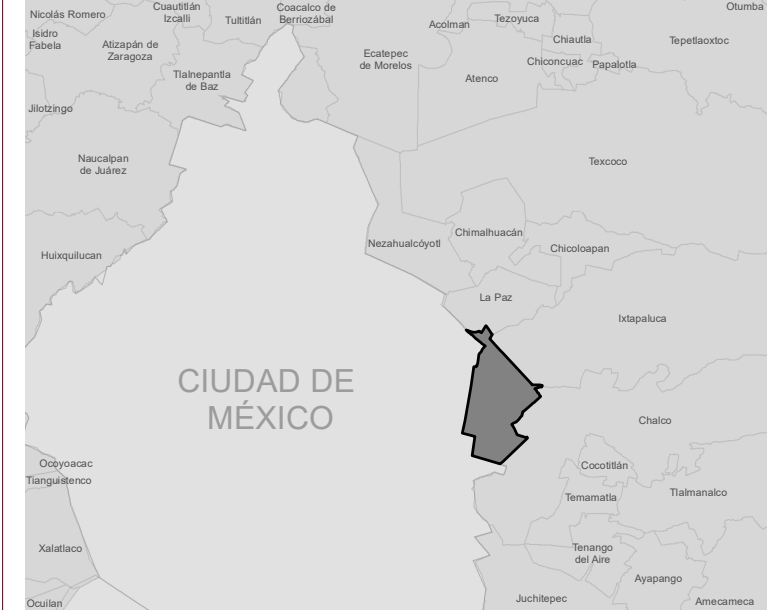 Nicolás Romero
Cuautitlán
Izcalli
Tultitlán
Coacalco de
Berriozábal
Acolman
Tezoyuca
Otumba
Isidro
Fabela
Atizapán de
Zaragoza
Ecatepec
de Morelos
Chiautla
Tepetlaoxtoc
Chiconcuac
Papalotla
Tlalnepantla
de Baz
Atenco
Jilotzingo
Naucalpan
de Juárez
Texcoco
Chimalhuacán
Nezahualcóyotl
Chicoloapan
Huixquilucan
La Paz
Ixtapaluca
CIUDAD DE
MÉXICO
Chalco
Ocoyoacac
Cocotitlán
Tianguistenco
Temamatla
Tlalmanalco
Xalatlaco
Tenango
del Aire
Ayapango
Juchitepec
Amecameca
Ocuilan